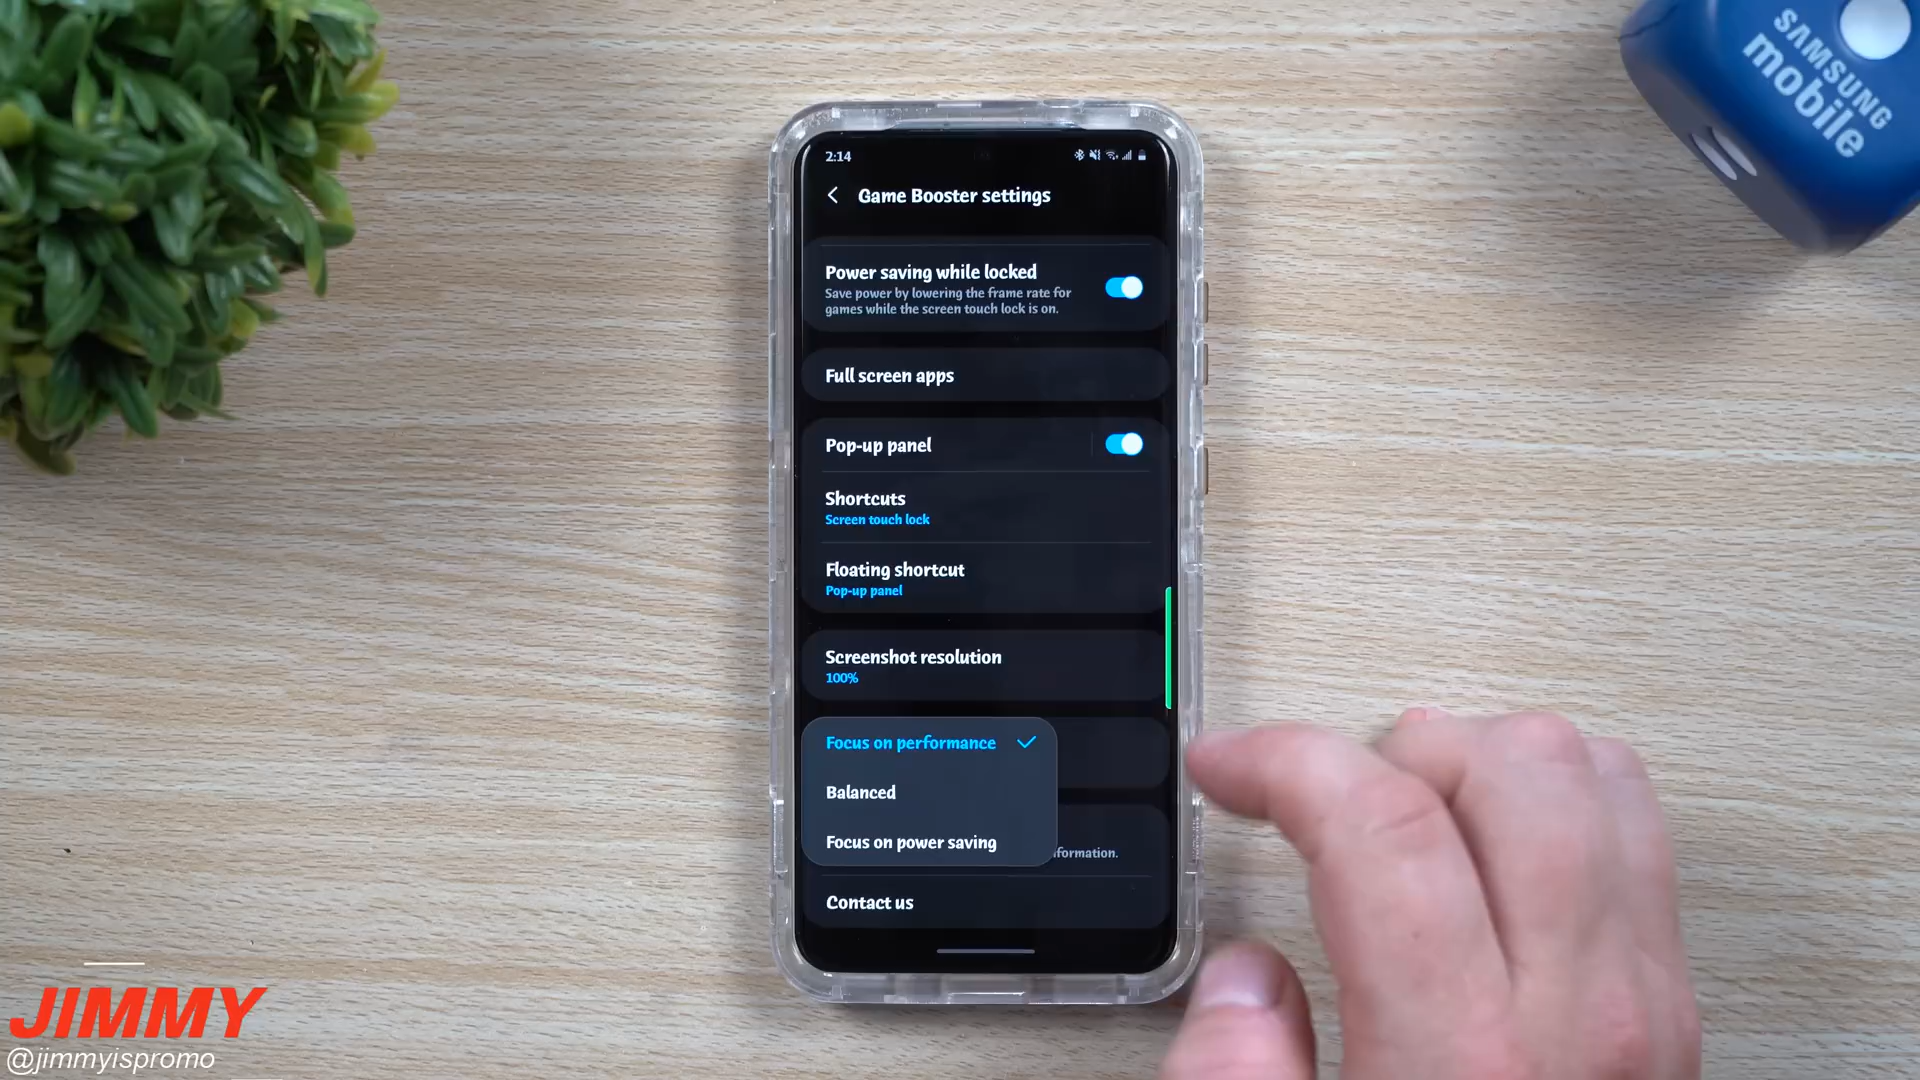 SAMSUNG
mobile
2:14
Game Booster settings
Power saving while locked
Save power by lowering the frame rate for
games while the screen touch lock is on.
Full screen apps
Pop-up panel
Shortcuts
Screen touch lock
Floating shortcut
Pop-up panel
Screenshot resolution
100%
Focus on performance
Balanced
Focus on power saving
formation.
Contact us
JIMMY
@jimmyispromo